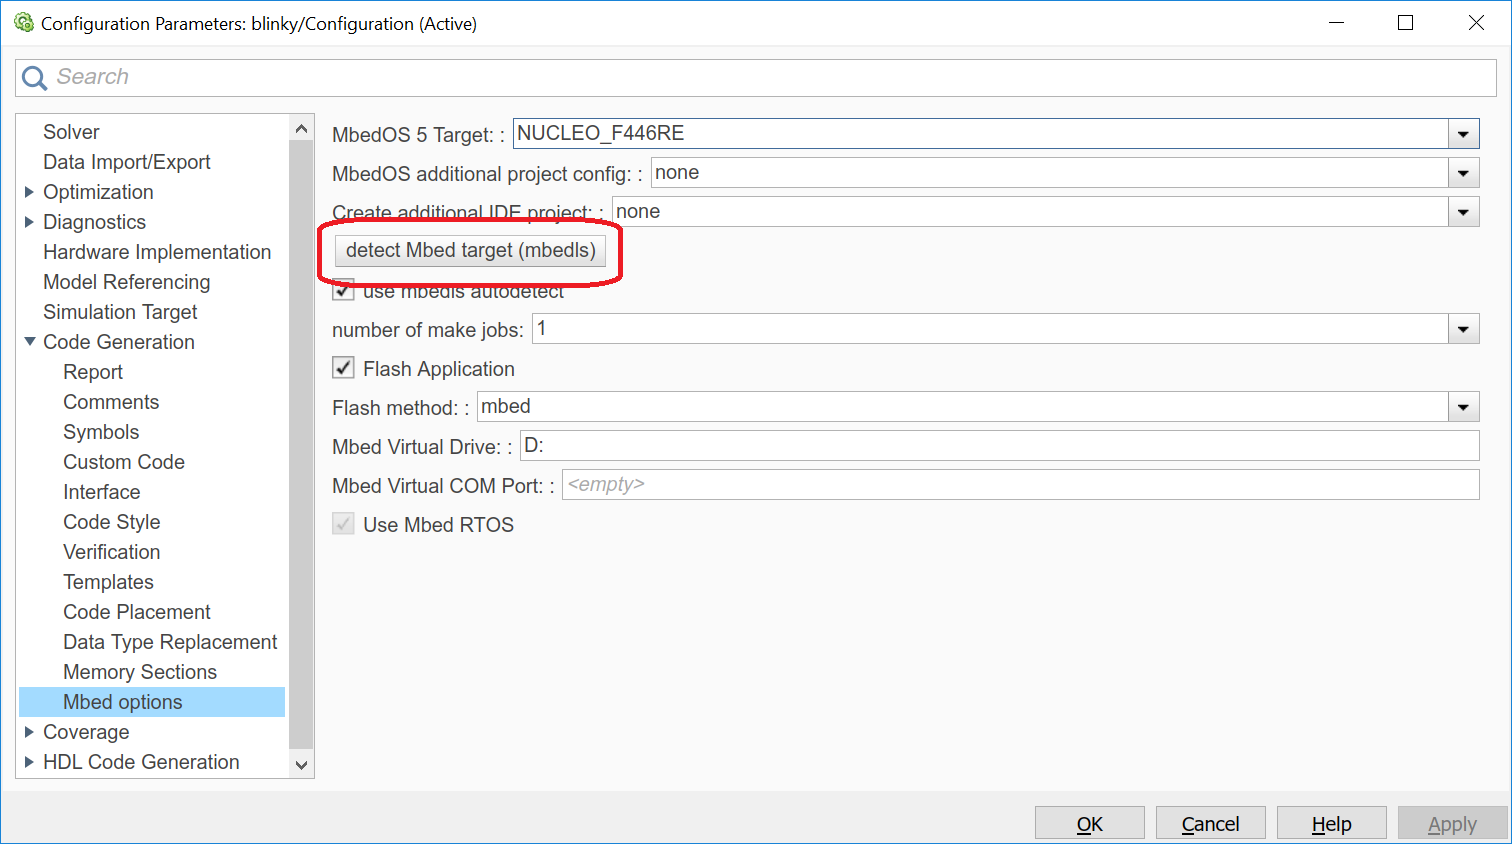 Configuration Parameters: blinky/Configuration (Active)
Search
Solver
Data Import/Export
Optimization
Diagnostics
Hardware Implementation
Model Referencing
Simulation Target
Code Generation
Report
Comments
Symbols
Custom Code
Interface
Code Style
Verification
Templates
Code Placement
Data Type Replacement
Memory Sections
Mbed options
Coverage
HDL Code Generation
MbedOS 5 Target: : NUCLEO_F446RE
MbedOS additional project config: : none
Create additional IDE project: : none
detect Mbed target (mbedls)
use mbedls autodetect
number of make jobs: 1
Flash Application
Flash method: : mbed
Mbed Virtual Drive: : D:
Mbed Virtual COM Port: : <empty>
Use Mbed RTOS
OK Cancel Help Apply